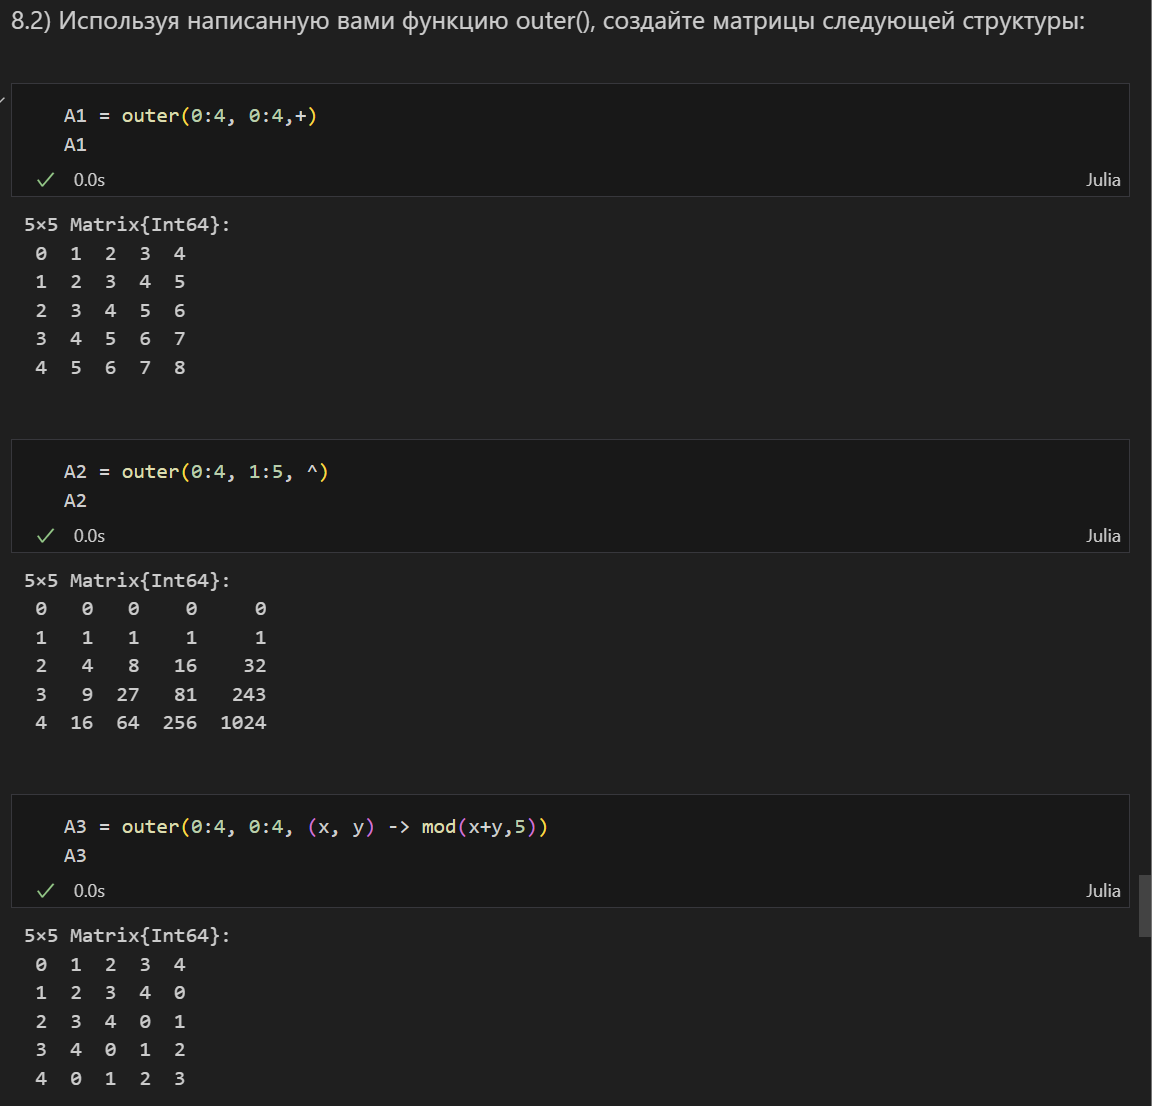 8.2) Используя написанную вами функцию outer(), создайте матрицы следующей структуры:
A1 = outer(0:4, 0:4,+)
A1
0.0s
Julia
5×5 Matrix{Int64}:
0 1 2 3 4
1 2 3 4 5
2 3 4 5 6
3 4 5 6 7
4 5 6 7 8
A2 = outer(0:4, 1:5, ^)
A2
0.0s
Julia
5×5 Matrix{Int64}:
0 0 0 0 0
1 1 1 1 1
2 4 8 16 32
3 9 27 81 243
4 16 64 256 1024
A3 = outer(0:4, 0:4, (x, y) -> mod(x+y,5))
A3
0.0s
Julia
5×5 Matrix{Int64}:
0 1 2 3 4
1 2 3 4 0
2 3 4 0 1
3 4 0 1 2
4 0 1 2 3